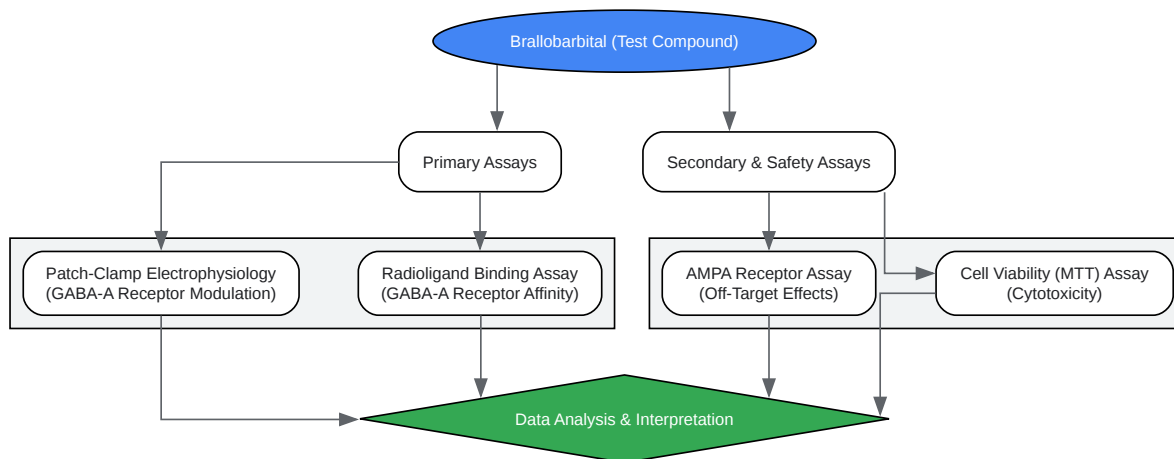 Brallobarbital (Test Compound)
Primary Assays
Secondary & Safety Assays
Patch-Clamp Electrophysiology
(GABA-A Receptor Modulation)
Radioligand Binding Assay
(GABA-A Receptor Affinity)
AMPA Receptor Assay
(Off-Target Effects)
Cell Viability (MTT) Assay
(Cytotoxicity)
Data Analysis & Interpretation